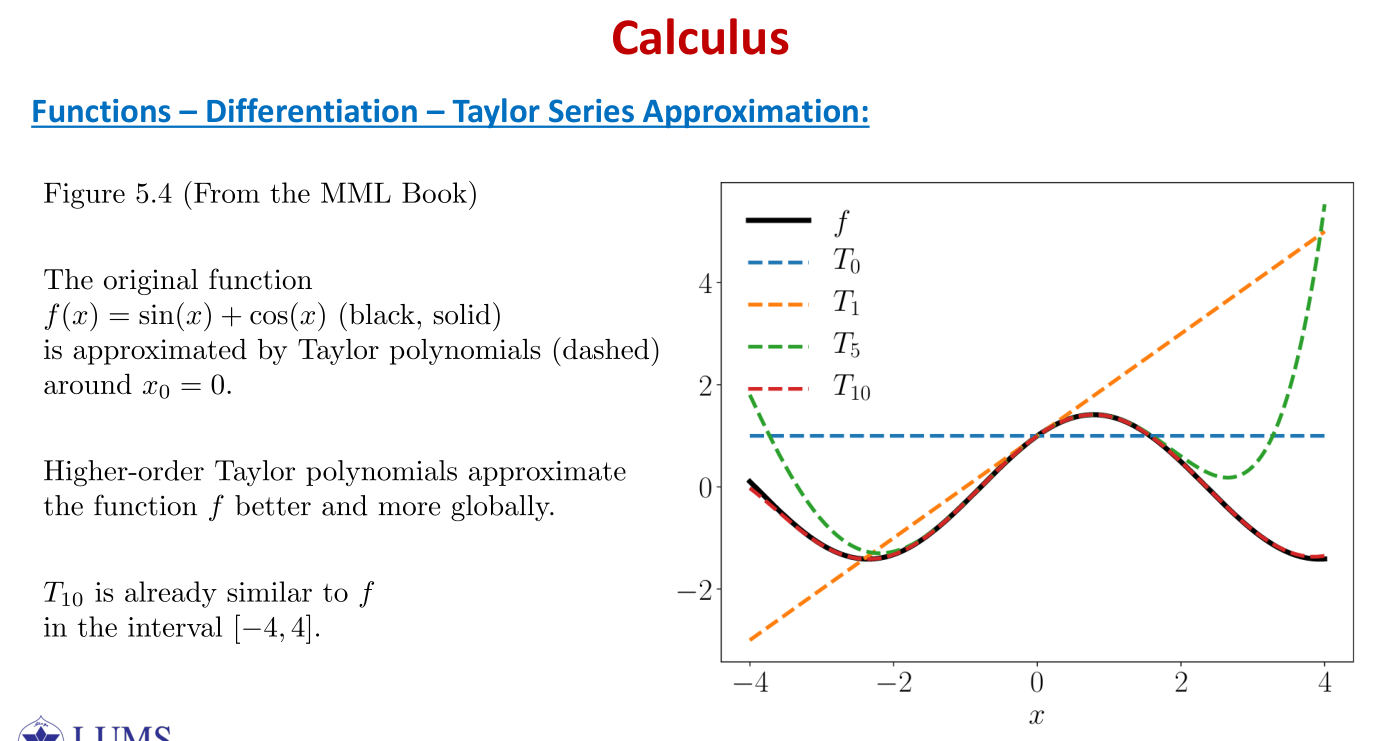 Calculus
Functions – Differentiation – Taylor Series Approximation:
Figure 5.4 (From the MML Book)
The original function
f(x) = sin(x) + cos(x) (black, solid)
is approximated by Taylor polynomials (dashed)
around x₀ = 0.
Higher-order Taylor polynomials approximate
the function f better and more globally.
T₁₀ is already similar to f
in the interval [−4, 4].
f
T₀
T₁
T₅
T₁₀
4
2
0
−2
−4 −2 0 2 4
x
LUMS